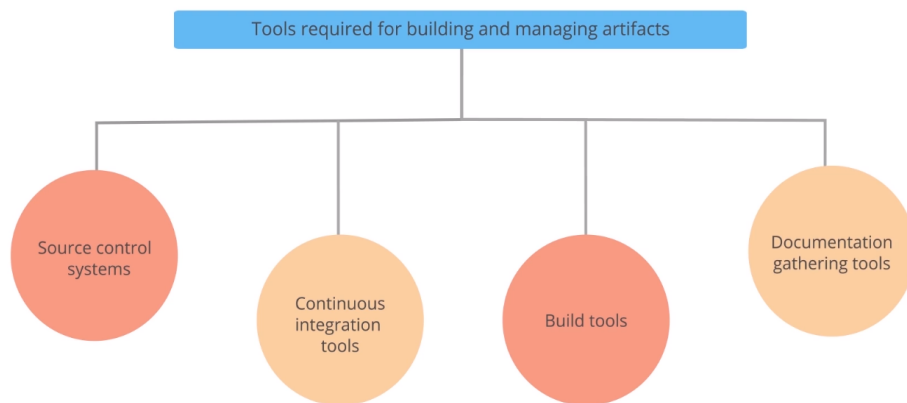 Tools required for building and managing artifacts
Source control
systems
Continuous
integration
tools
Build tools
Documentation
gathering tools